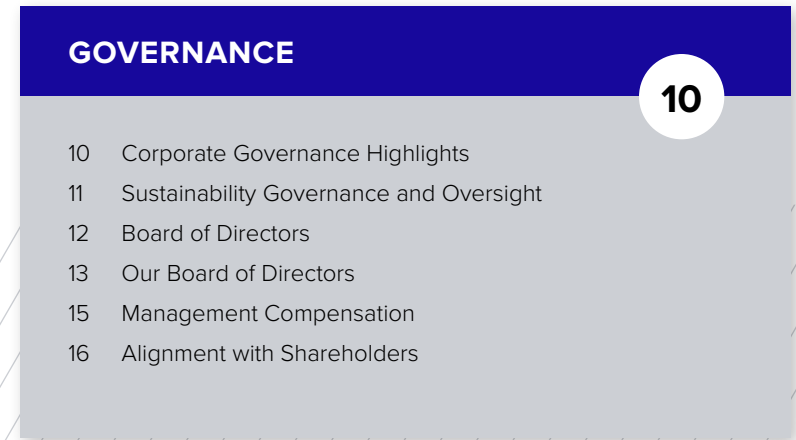 GOVERNANCE
10
10 Corporate Governance Highlights
11 Sustainability Governance and Oversight
12 Board of Directors
13 Our Board of Directors
15 Management Compensation
16 Alignment with Shareholders